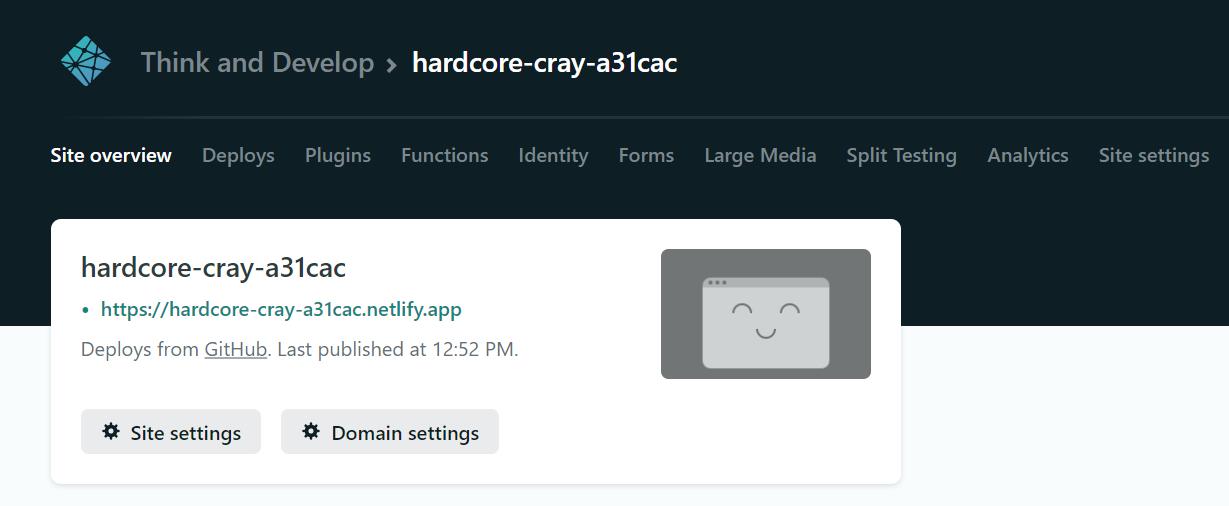 Think and Develop > hardcore-cray-a31cac
Site overview Deploys Plugins Functions Identity Forms Large Media Split Testing Analytics Site settings
hardcore-cray-a31cac
• https://hardcore-cray-a31cac.netlify.app
Deploys from GitHub. Last published at 12:52 PM.
Site settings Domain settings